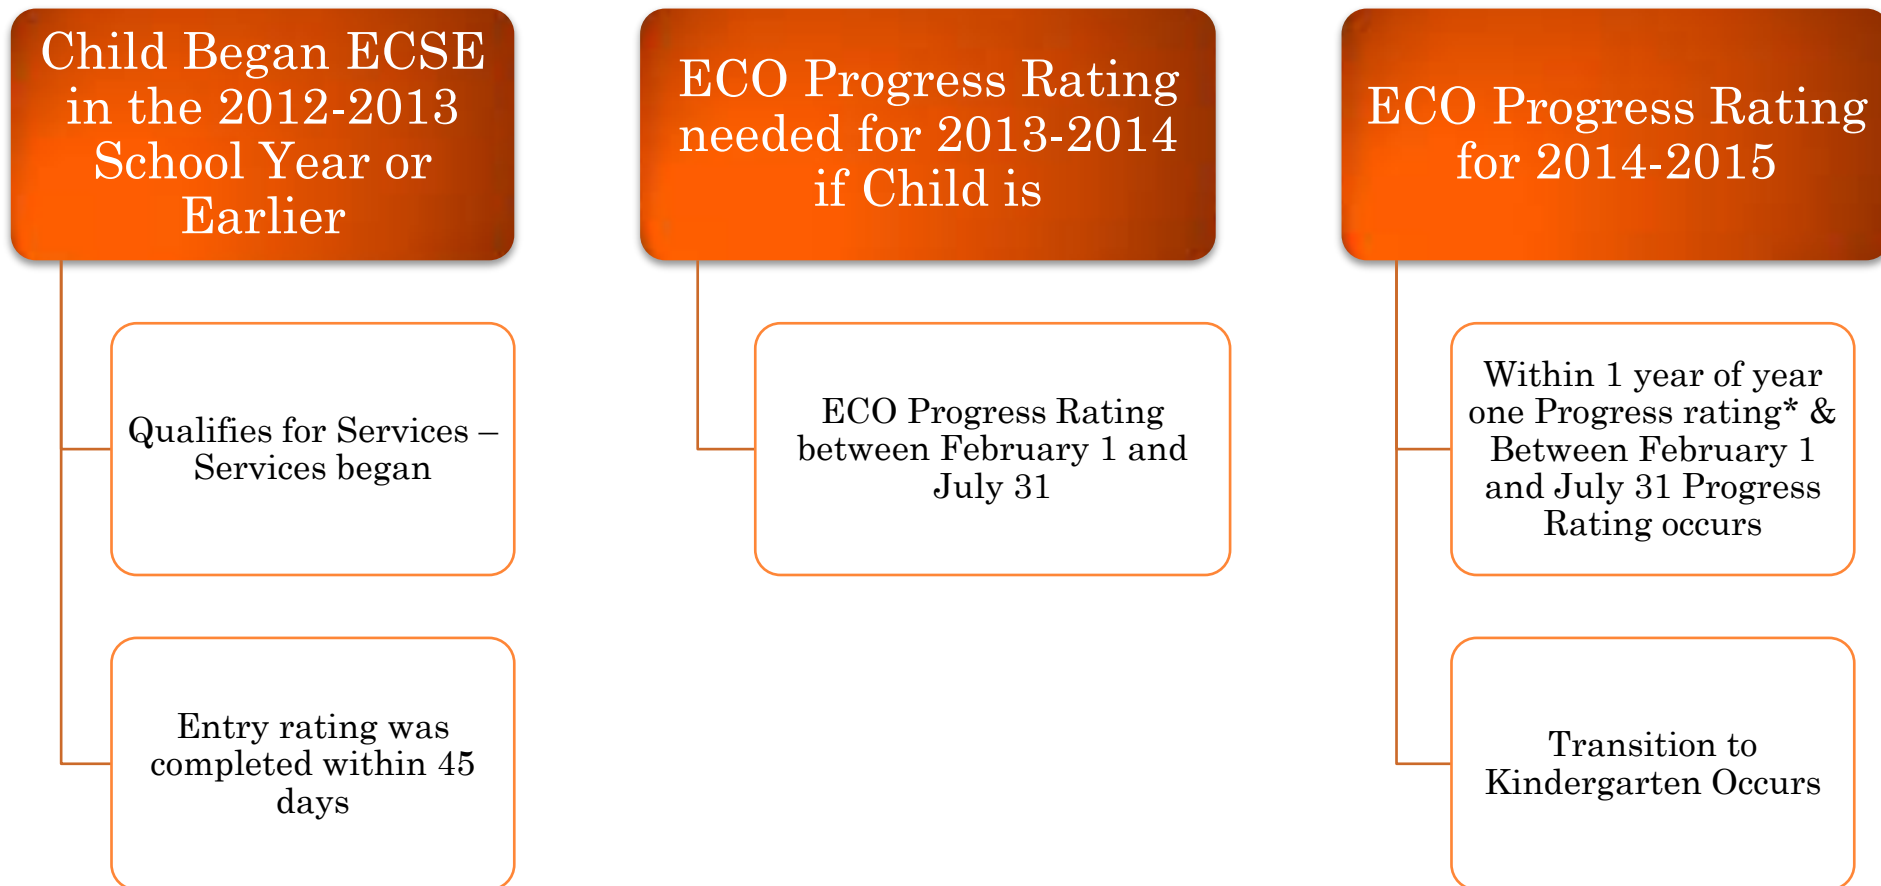 Child Began ECSE
in the 2012-2013
School Year or
Earlier
Qualifies for Services –
Services began
Entry rating was
completed within 45
days
ECO Progress Rating
needed for 2013-2014
if Child is
ECO Progress Rating
between February 1 and
July 31
ECO Progress Rating
for 2014-2015
Within 1 year of year
one Progress rating* &
Between February 1
and July 31 Progress
Rating occurs
Transition to
Kindergarten Occurs